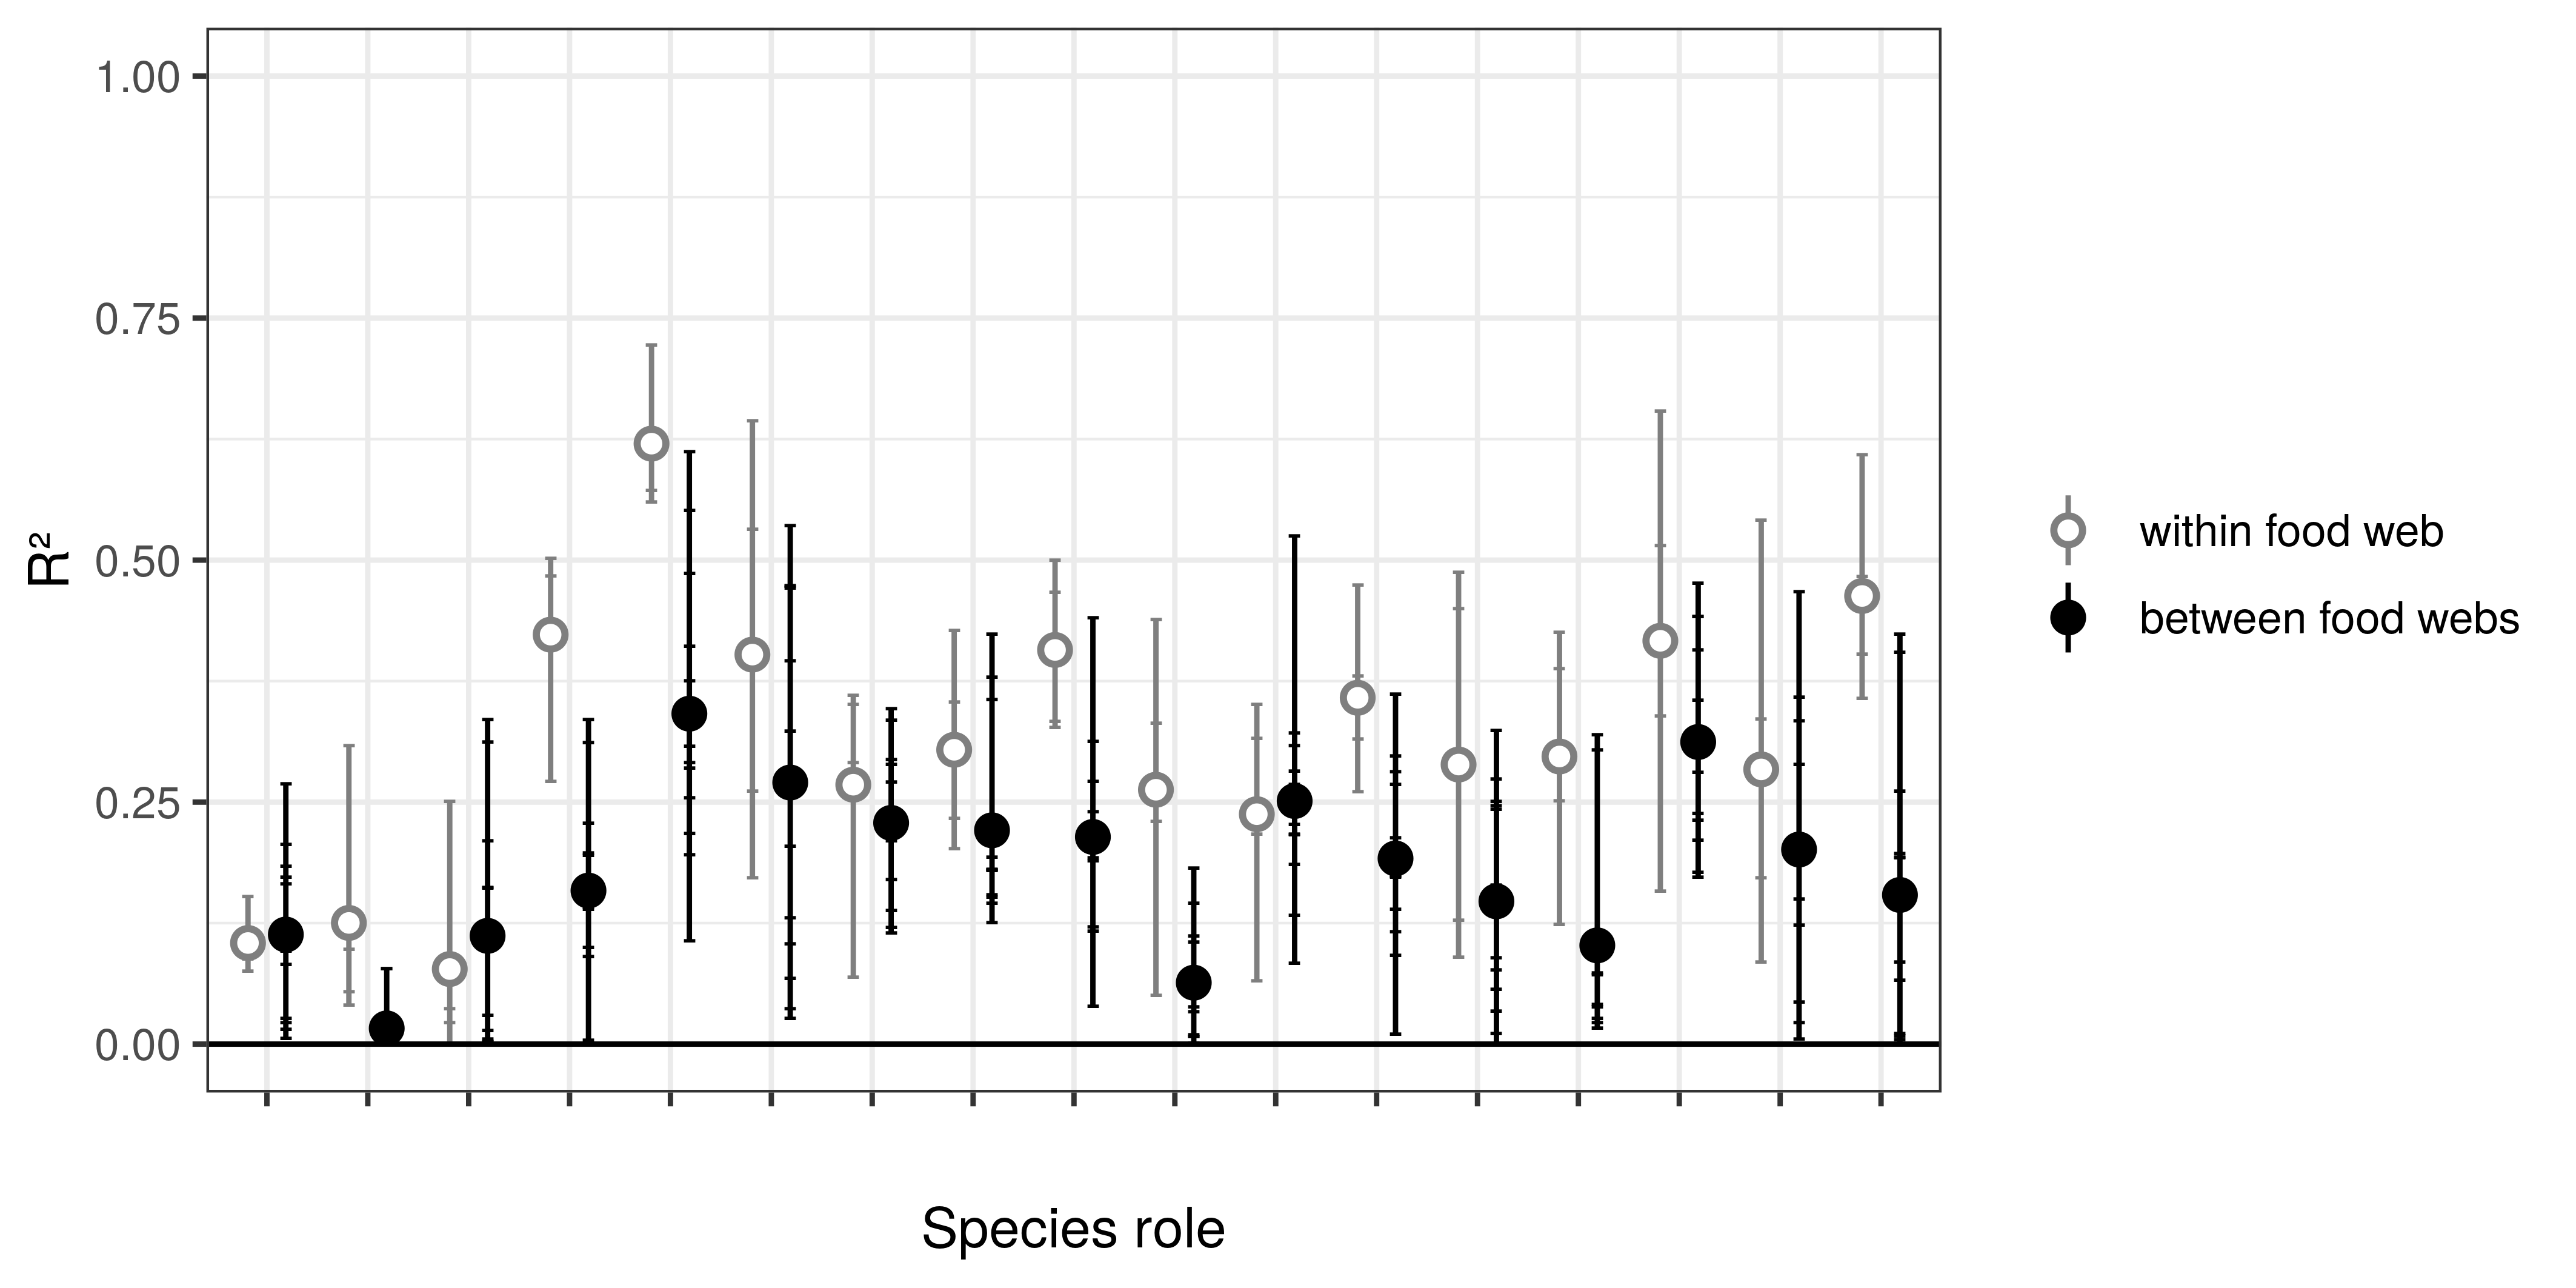 1.00
0.75
0.50
0.25
0.00
R²
Species role
within food web
between food webs